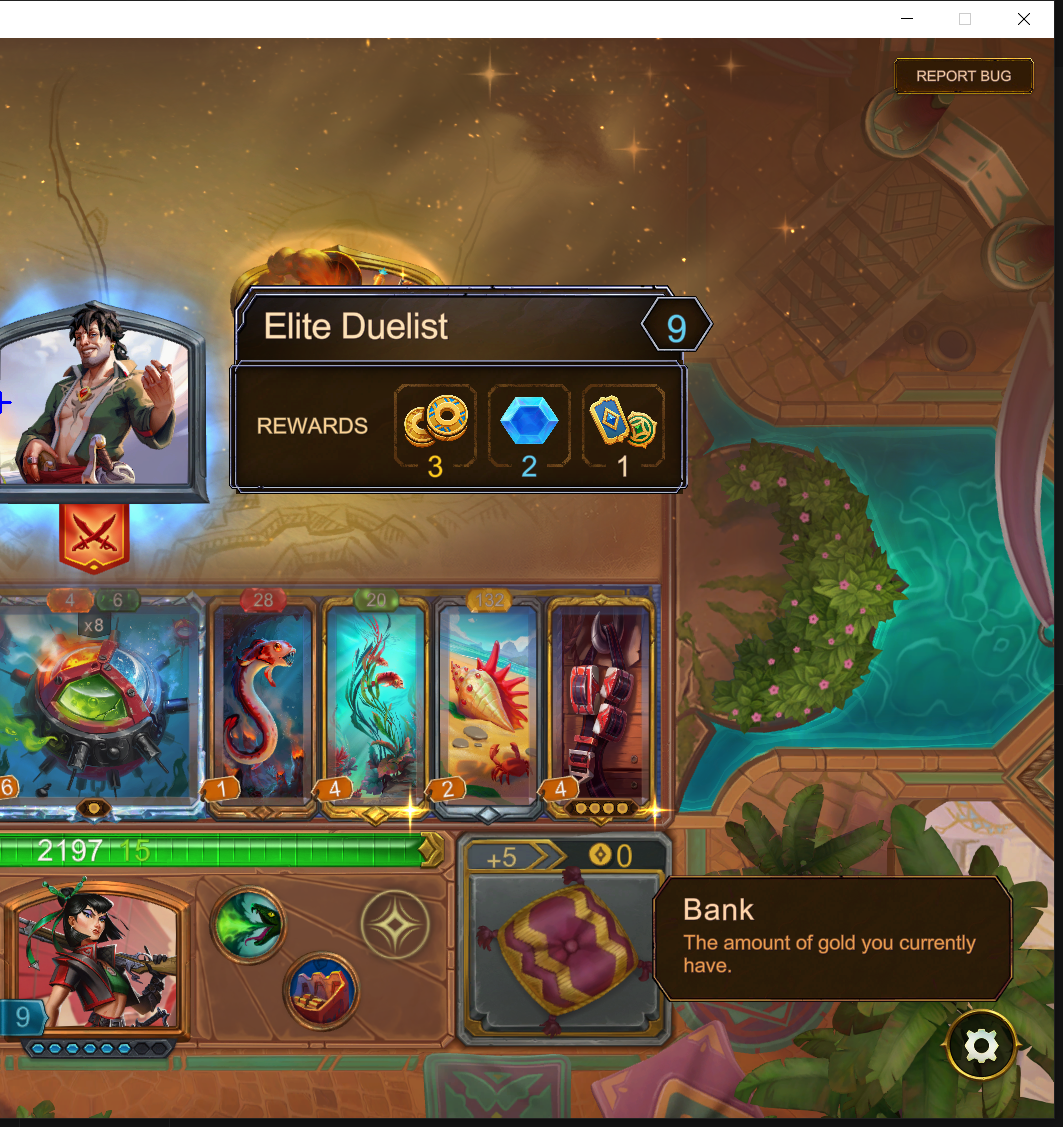 REPORT BUG
Elite Duelist
9
REWARDS
3
2
1
4
6
28
20
132
x8
6
1
4
2
4
2197 15
+5
0
Bank
The amount of gold you currently
have.
9